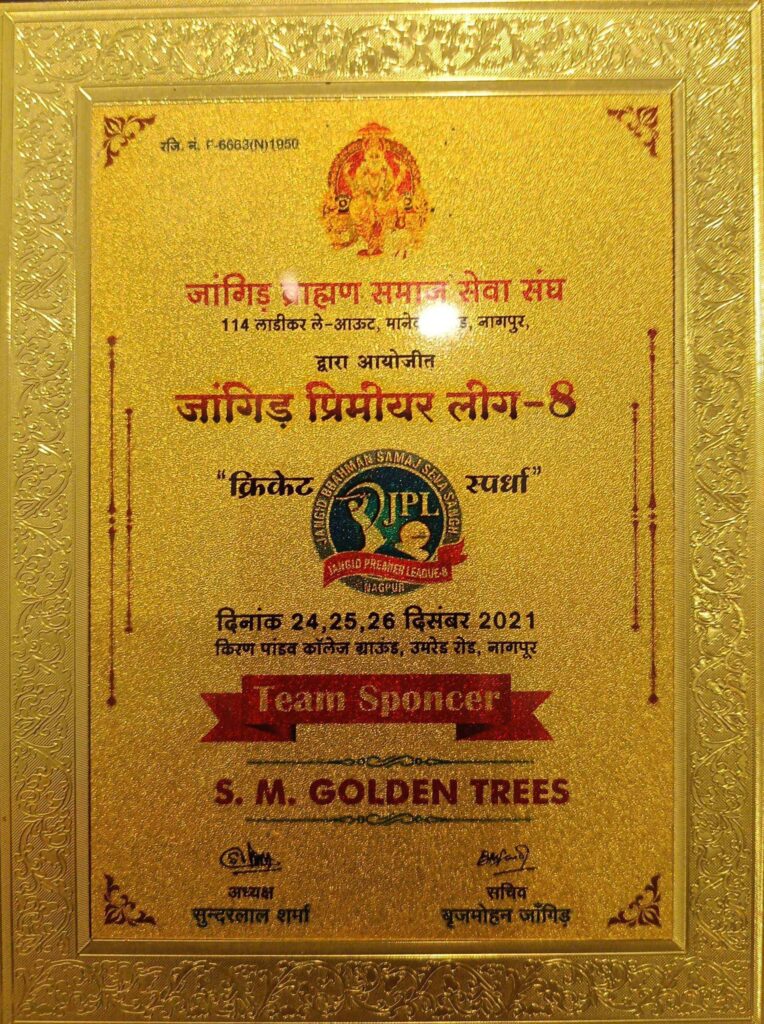 रजि. नं. F-6663(N)1950
जांगिड़ ब्राह्मण समाज सेवा संघ
114 लाडीकर ले-आऊट, नागपुर,
द्वारा आयोजीत
जांगिड़ प्रिमीयर लीग-8
“क्रिकेट स्पर्धा”
JANGID BRAHMAN SAMAJ SEVA SANGH
JPL
JANGID PREMIER LEAGUE-8
NAGPUR
दिनांक 24,25,26 दिसंबर 2021
किरण पांडव कॉलेज ग्राऊंड, उमरेड रोड, नागपूर
Team Sponcer
S. M. GOLDEN TREES
अध्यक्ष सचिव
सुन्दरलाल शर्मा बृजमोहन जाँगिड़